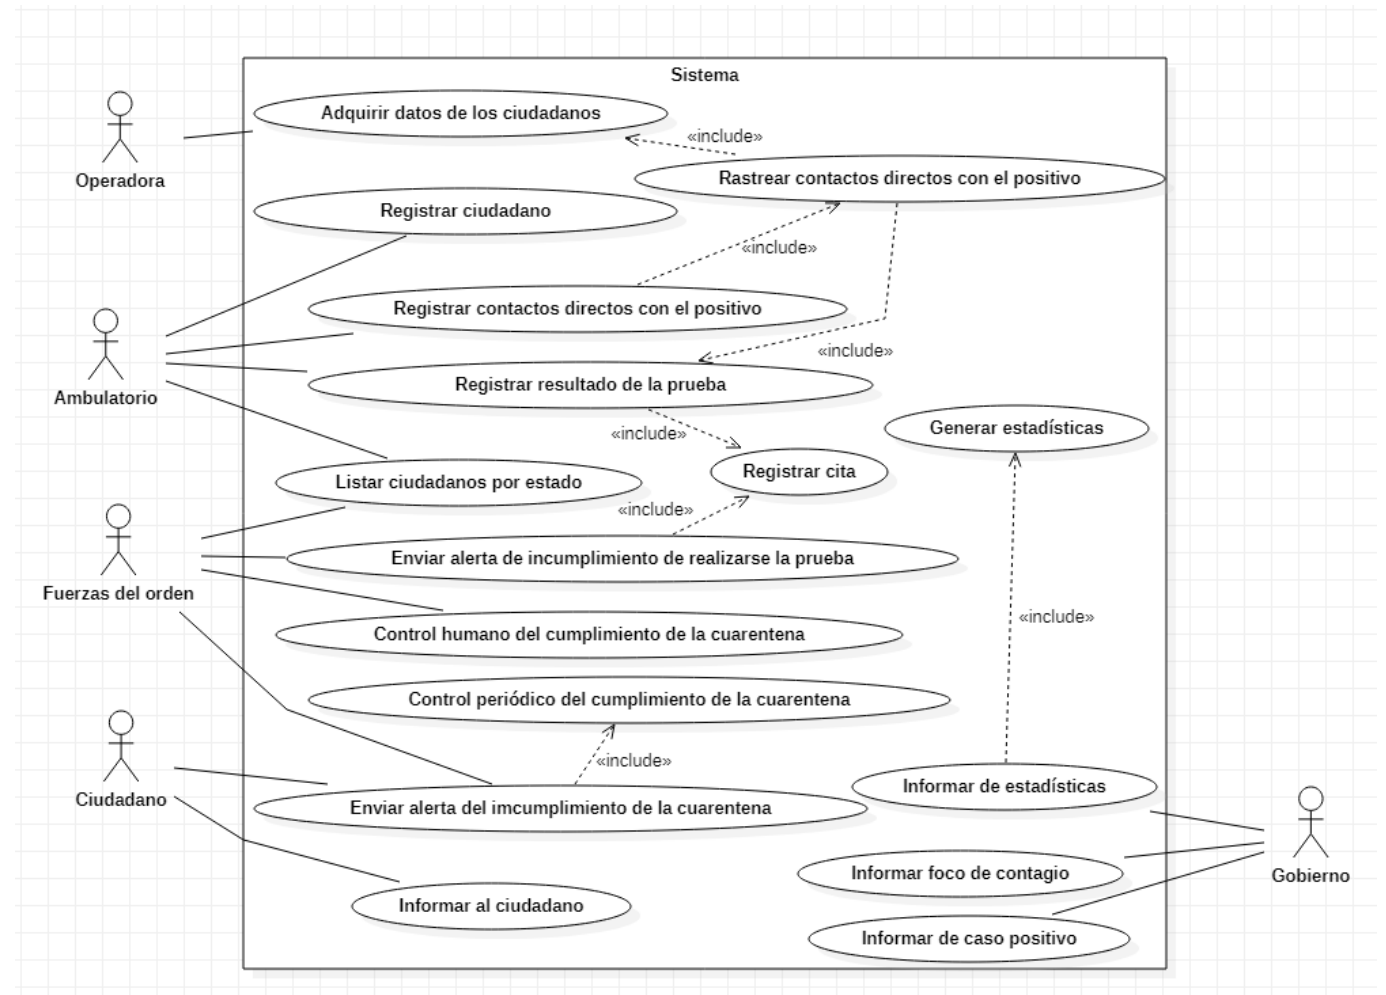 Sistema
Adquirir datos de los ciudadanos
«include»
Operadora
Rastrear contactos directos con el positivo
Registrar ciudadano
«include»
Registrar contactos directos con el positivo
«include»
Ambulatorio
Registrar resultado de la prueba
«include»
Generar estadísticas
Registrar cita
Listar ciudadanos por estado
«include»
Enviar alerta de incumplimiento de realizarse la prueba
Fuerzas del orden
«include»
Control humano del cumplimiento de la cuarentena
Control periódico del cumplimiento de la cuarentena
«include»
Ciudadano
Informar de estadísticas
Enviar alerta del imcumplimiento de la cuarentena
Informar foco de contagio
Gobierno
Informar al ciudadano
Informar de caso positivo